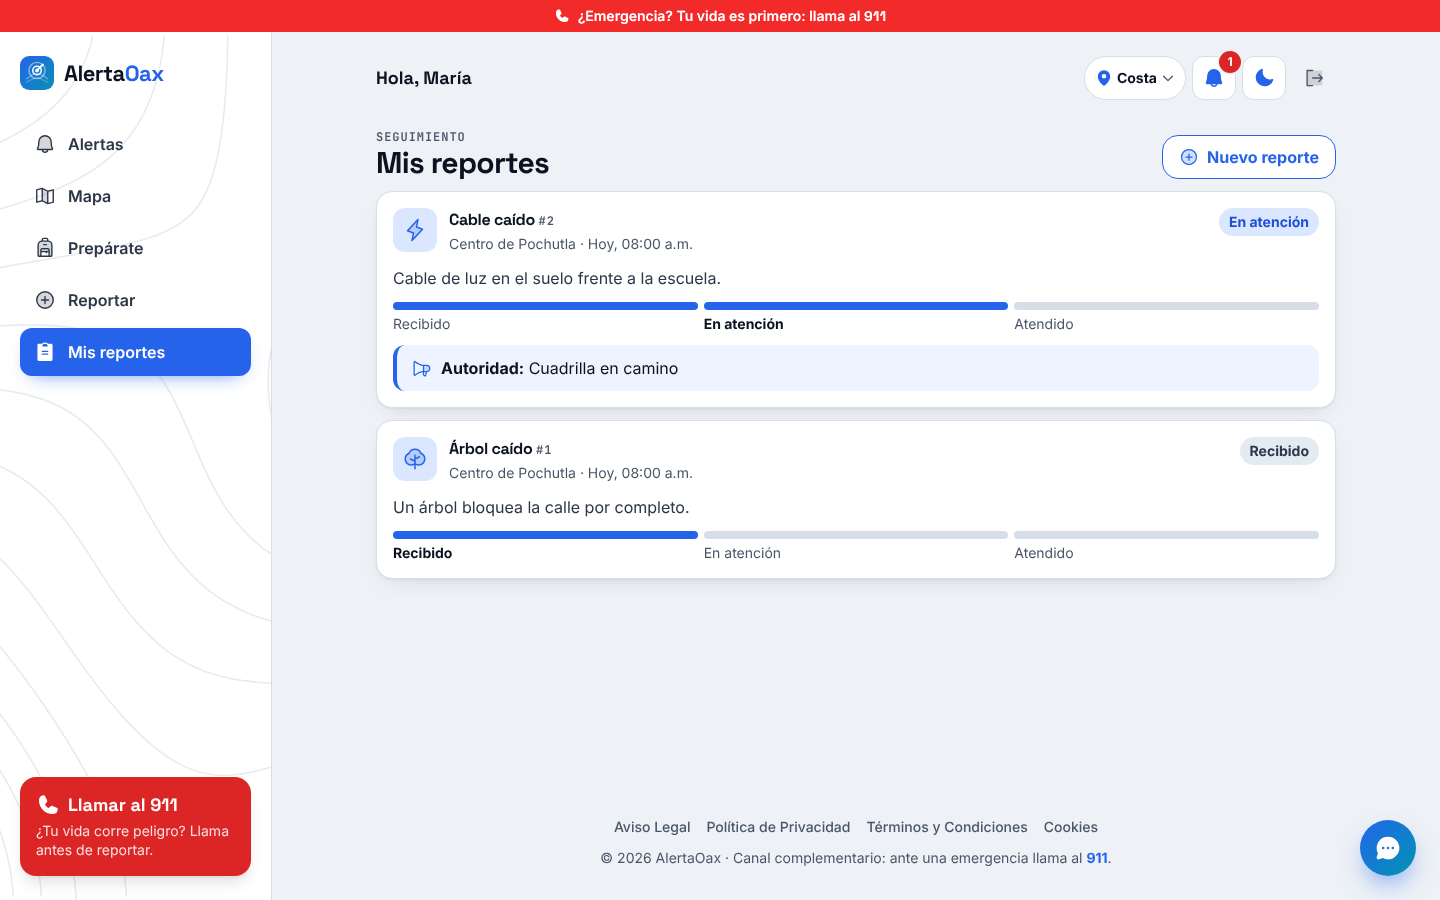 ¿Emergencia? Tu vida es primero: llama al 911
AlertaOax
Alertas
Mapa
Prepárate
Reportar
Mis reportes
Llamar al 911
¿Tu vida corre peligro? Llama
antes de reportar.
Hola, María
Costa
1
SEGUIMIENTO
Mis reportes
Nuevo reporte
Cable caído #2
En atención
Centro de Pochutla · Hoy, 08:00 a.m.
Cable de luz en el suelo frente a la escuela.
Recibido En atención Atendido
Autoridad: Cuadrilla en camino
Árbol caído #1
Recibido
Centro de Pochutla · Hoy, 08:00 a.m.
Un árbol bloquea la calle por completo.
Recibido En atención Atendido
Aviso Legal Política de Privacidad Términos y Condiciones Cookies
© 2026 AlertaOax · Canal complementario: ante una emergencia llama al 911.